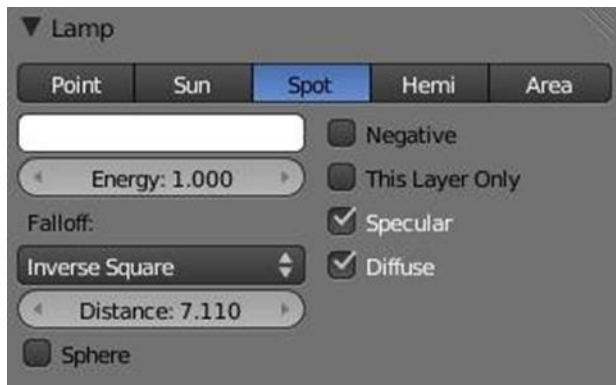 Lamp
Point Sun Spot Hemi Area
Negative
Energy: 1.000 This Layer Only
Falloff: Specular
Inverse Square Diffuse
Distance: 7.110
Sphere